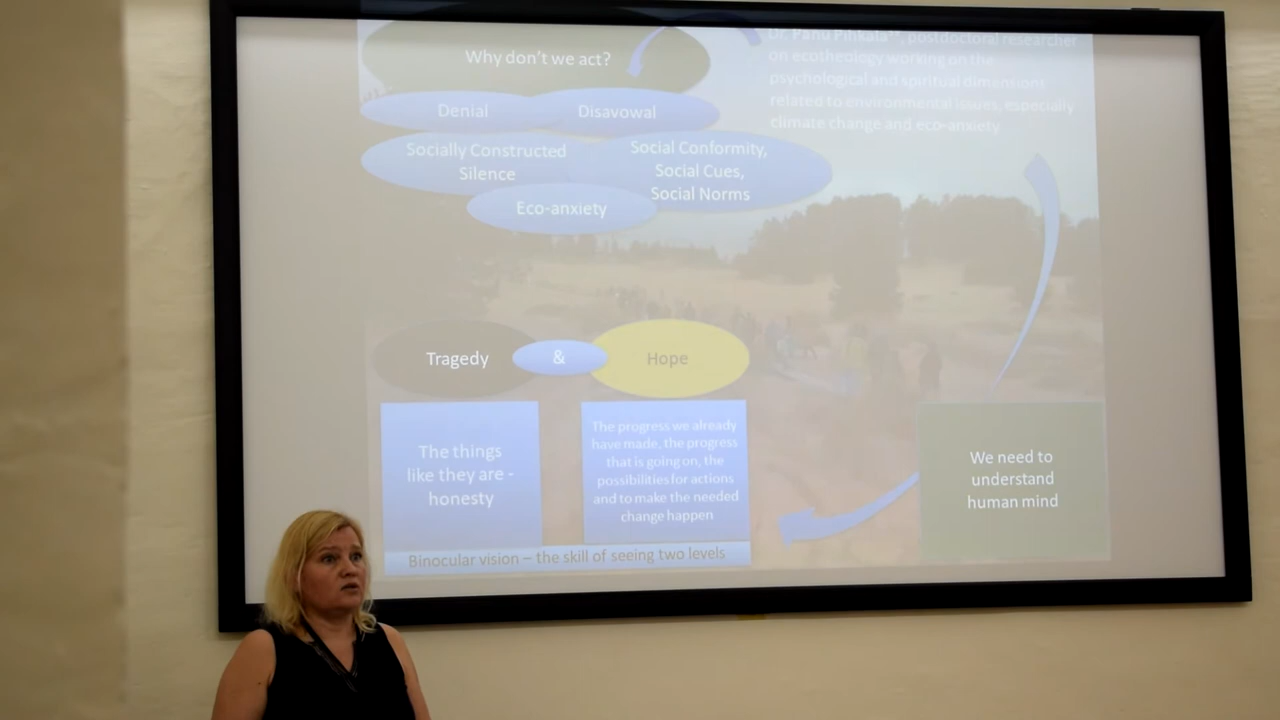 Why don't we act?
Denial
Disavowal
Socially Constructed
Silence
Social Conformity,
Social Cues,
Social Norms
Eco-anxiety
Dr Panu Pihkala, postdoctoral researcher
on ecotheology working on the
psychological and spiritual dimensions
related to environmental issues, especially
climate change and eco-anxiety
Tragedy
&
Hope
The things
like they are -
honesty
The progress we already
have made, the progress
that is going on, the
possibilities for actions
and to make the needed
change happen
Binocular vision – the skill of seeing two levels
We need to
understand
human mind